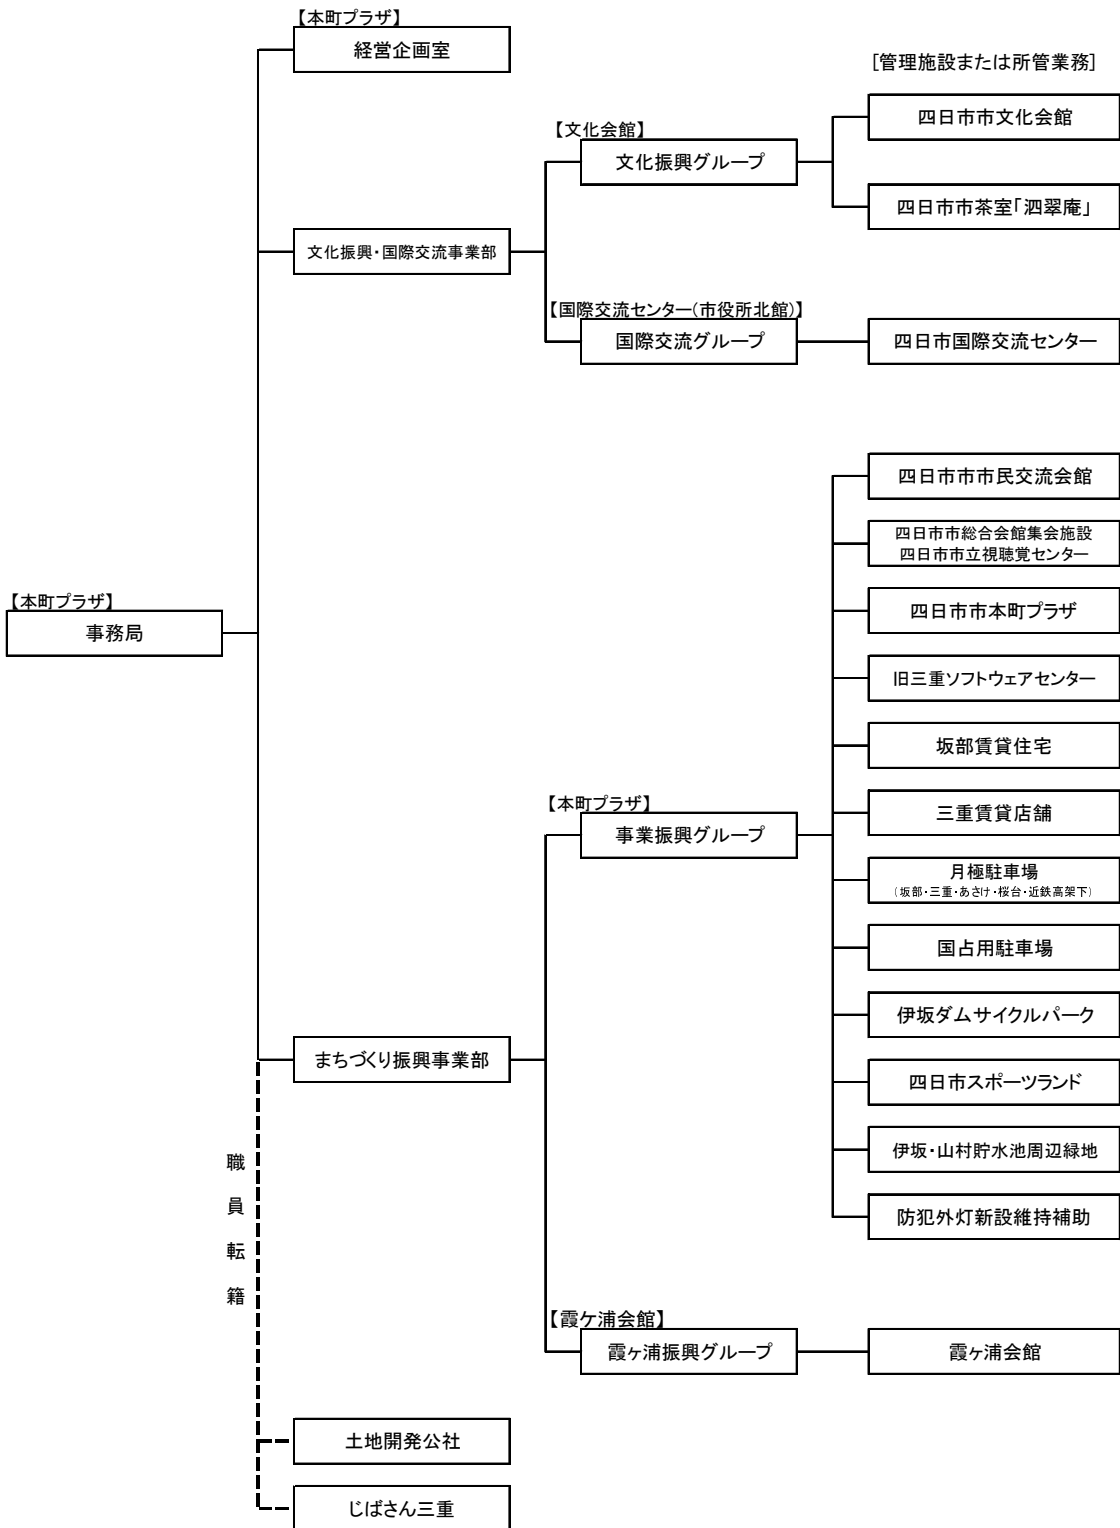 【本町プラザ】
経営企画室
[管理施設または所管業務]
四日市市文化会館
【文化会館】
文化振興グループ
四日市市茶室「泗翠庵」
文化振興・国際交流事業部
【国際交流センター(市役所北館)】
国際交流グループ
四日市国際交流センター
四日市市市民交流会館
四日市市総合会館集会施設
四日市市立視聴覚センター
【本町プラザ】
事務局
四日市市本町プラザ
旧三重ソフトウェアセンター
坂部賃貸住宅
【本町プラザ】
事業振興グループ
三重賃貸店舗
月極駐車場
(坂部・三重・あさけ・桜台・近鉄高架下)
国占用駐車場
伊坂ダムサイクルパーク
まちづくり振興事業部
四日市スポーツランド
伊坂・山村貯水池周辺緑地
防犯外灯新設維持補助
職員転籍
【霞ケ浦会館】
霞ヶ浦振興グループ
霞ヶ浦会館
土地開発公社
じばさん三重